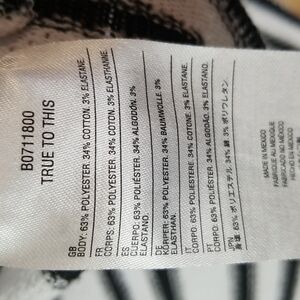 B0711800
TRUE TO THIS
GB
BODY: 63% POLYESTER. 34% COTTON. 3% ELASTANE.
FR
CORPS: 63% POLYESTER. 34% COTON. 3% ELASTHANNE.
ES
CUERPO: 63% POLIÉSTER. 34% ALGODÓN. 3%
ELASTANO.
DE
KÖRPER: 63% POLYESTER. 34% BAUMWOLLE. 3%
ELASTHAN.
IT
CORPO: 63% POLIESTERE. 34% COTONE. 3% ELASTANO.
PT
CORPO: 63% POLIÉSTER. 34% ALGODÃO. 3% ELASTANO.
JPN
63% ポリエステル. 34% 綿. 3% ポリウレタン.
MADE IN MEXICO
FABRIQUÉ AU MEXIQUE
FABRICADO EN MEXICO